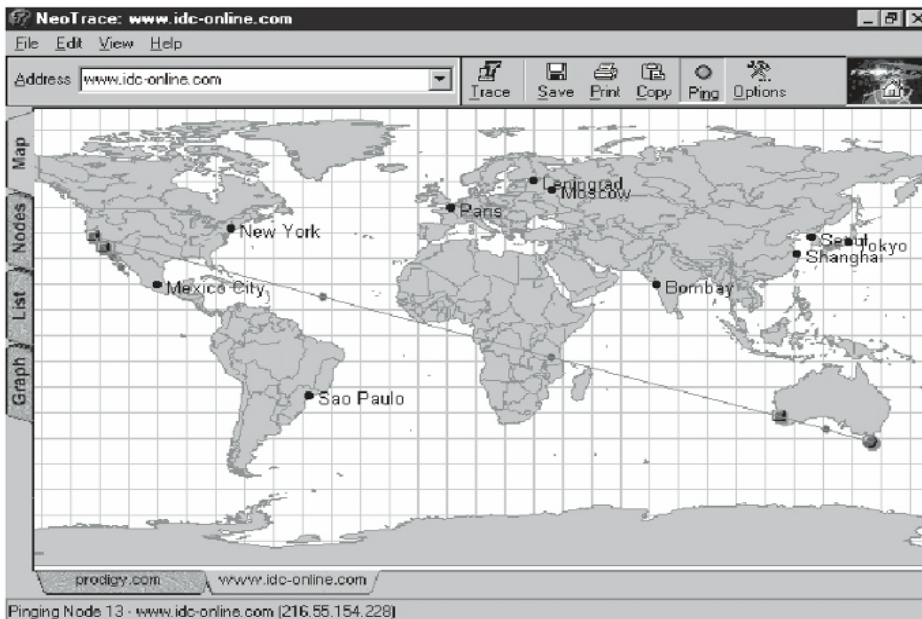 NeoTrace: www.idc-online.com
File Edit View Help
Address www.idc-online.com Trace Save Print Copy Ping Options
Map
Nodes
List
Graph
Leningrad
Moscow
Paris
New York
Seoul
Tokyo
Shanghai
Mexico City
Bombay
Sao Paulo
prodigy.com www.idc-online.com
Pinging Node 13 - www.idc-online.com [216.55.154.228]